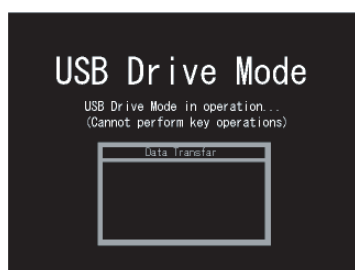 USB Drive Mode
USB Drive Mode in operation...
(Cannot perform key operations)
Data Transfar